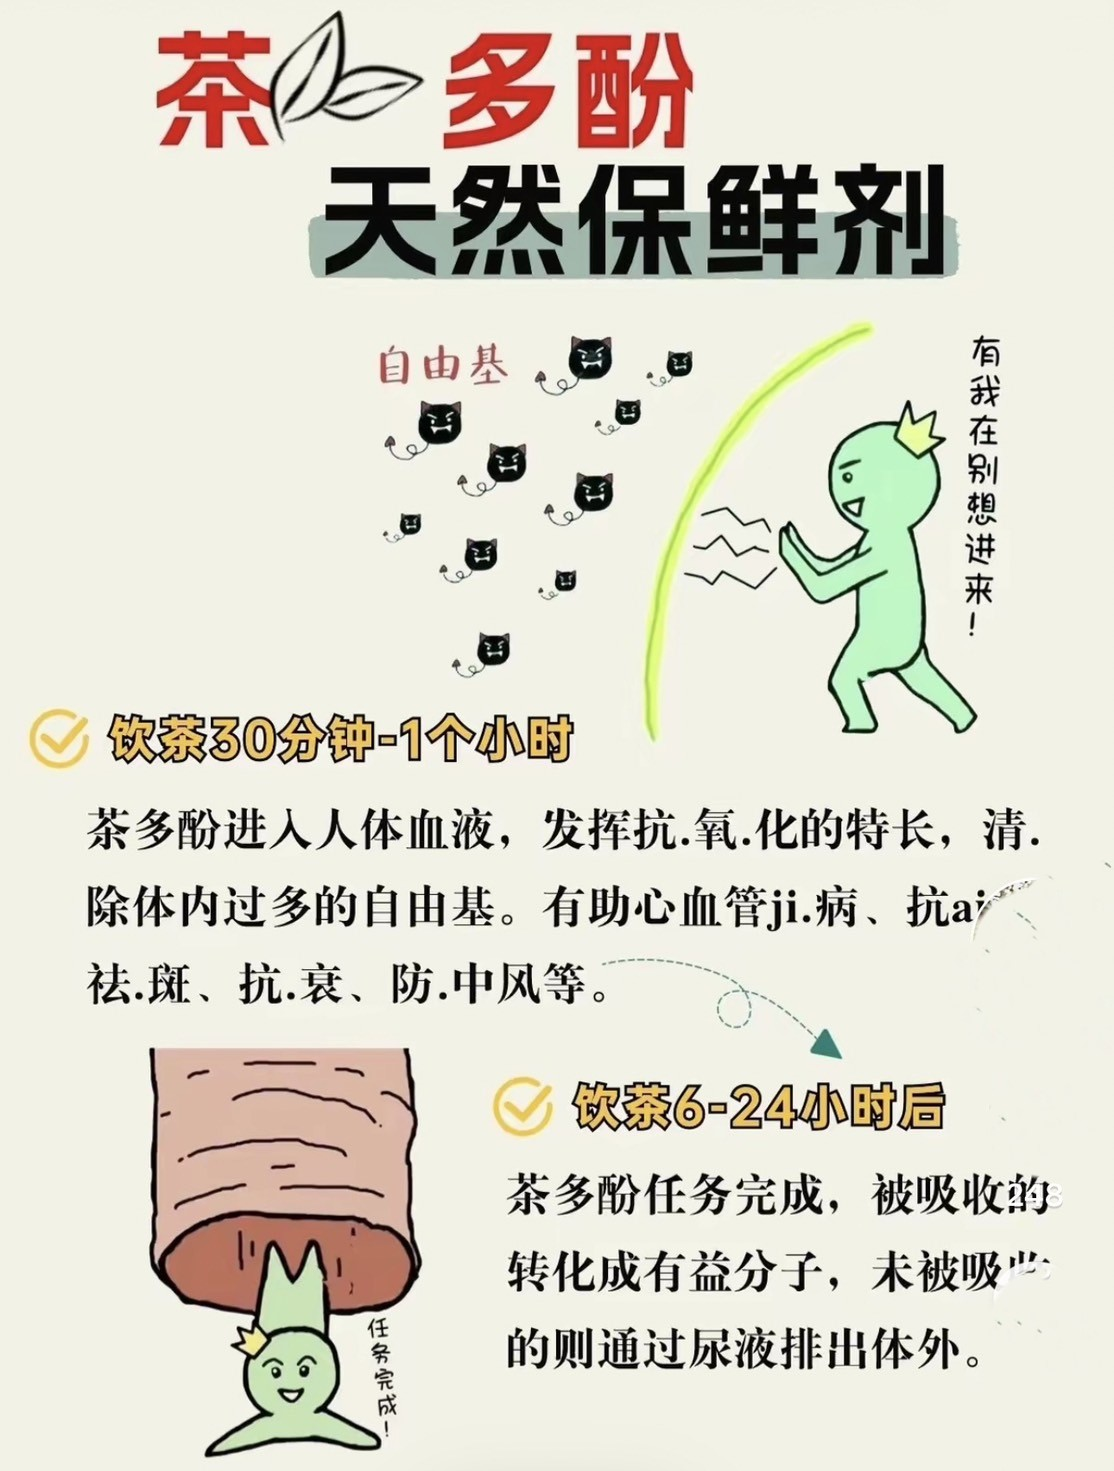 茶多酚
天然保鲜剂
自由基
有我在别想进来！
饮茶30分钟-1个小时
茶多酚进入人体血液，发挥抗.氧.化的特长，清.
除体内过多的自由基。有助心血管ji.病、抗ai
祛.斑、抗.衰、防.中风等。
饮茶6-24小时后
茶多酚任务完成，被吸收的
转化成有益分子，未被吸收
的则通过尿液排出体外。
任务完成！
248